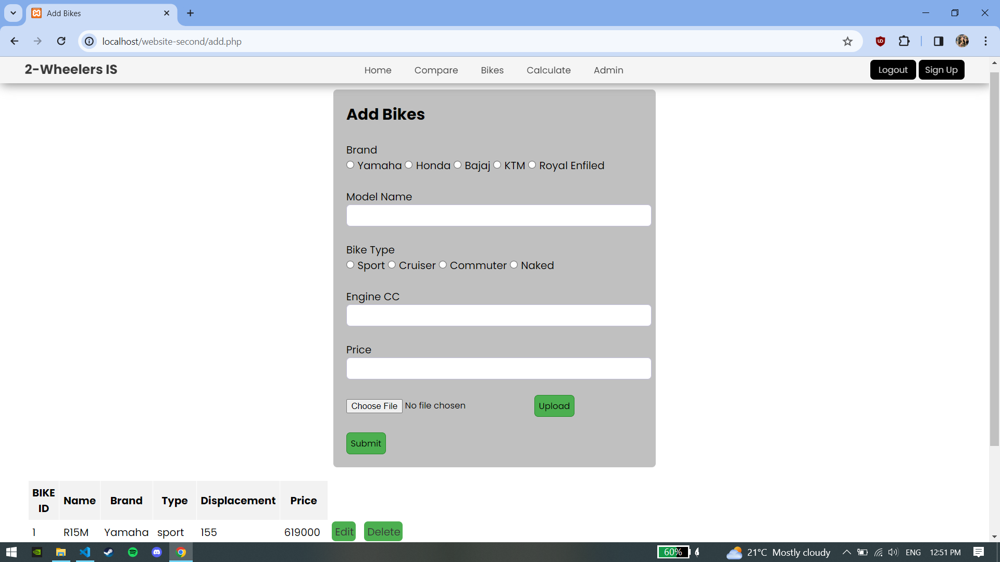 Add Bikes
localhost/website-second/add.php
2-Wheelers IS
Home Compare Bikes Calculate Admin
Logout Sign Up
Add Bikes
Brand
Yamaha Honda Bajaj KTM Royal Enfiled
Model Name
Bike Type
Sport Cruiser Commuter Naked
Engine CC
Price
Choose File No file chosen Upload
Submit
BIKE ID Name Brand Type Displacement Price
1 R15M Yamaha sport 155 619000 Edit Delete
60% 21°C Mostly cloudy ENG 12:51 PM